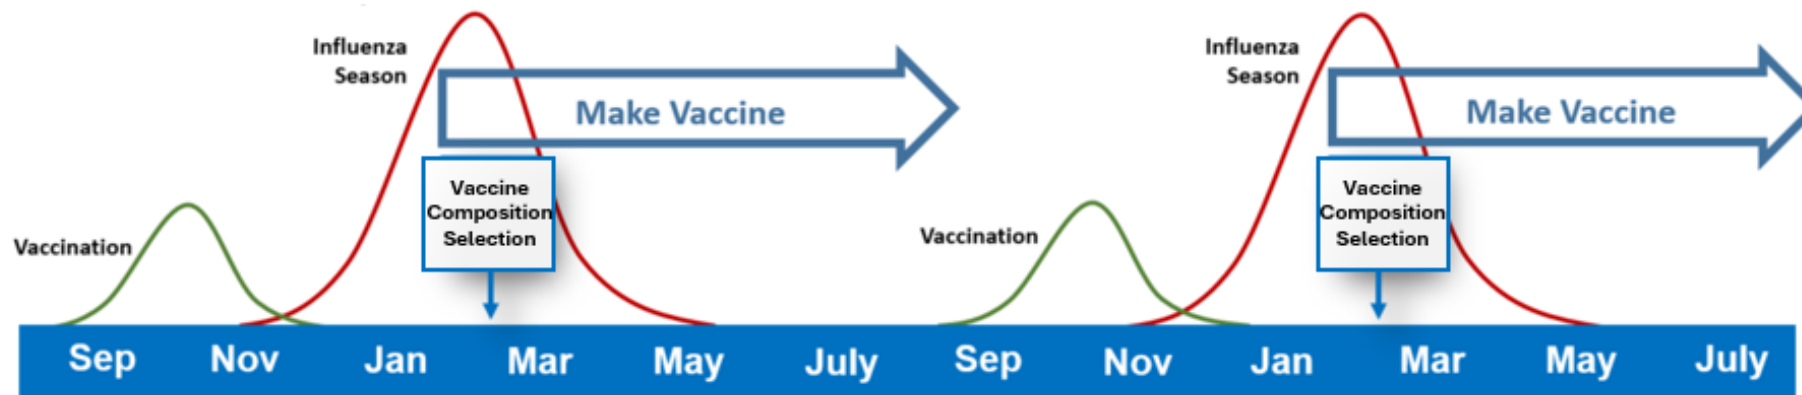 Influenza
Season
Make Vaccine
Vaccine
Composition
Selection
Vaccination
Influenza
Season
Make Vaccine
Vaccine
Composition
Selection
Vaccination
Sep Nov Jan Mar May July Sep Nov Jan Mar May July